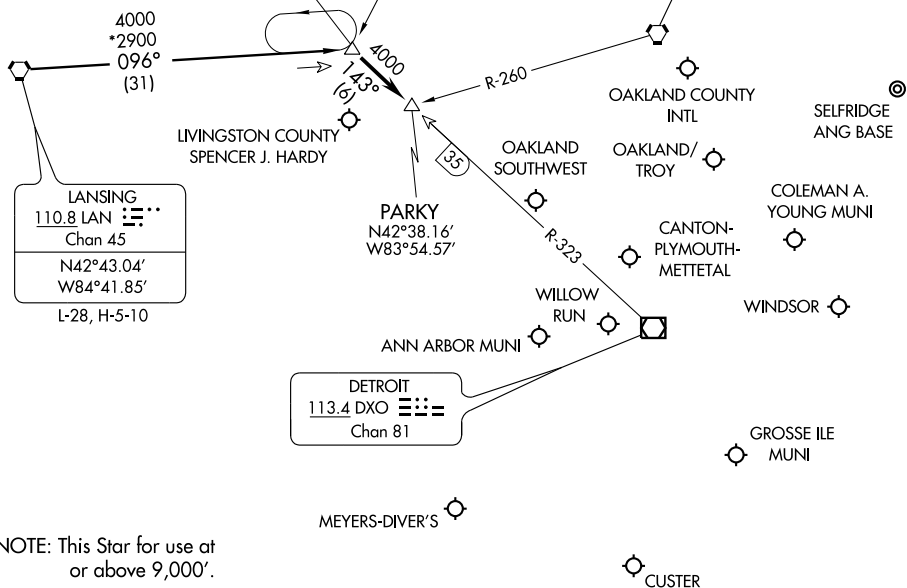 4000
*2900
096°
(31)
4000
143°
(6)
R-260
OAKLAND COUNTY
INTL
SELFRIDGE
ANG BASE
LIVINGSTON COUNTY
SPENCER J. HARDY
35
OAKLAND
SOUTHWEST
OAKLAND/
TROY
LANSING
110.8 LAN
Chan 45
N42°43.04'
W84°41.85'
L-28, H-5-10
PARKY
N42°38.16'
W83°54.57'
R-323
COLEMAN A.
YOUNG MUNI
CANTON-
PLYMOUTH-
METTETAL
WILLOW
RUN
WINDSOR
ANN ARBOR MUNI
DETROIT
113.4 DXO
Chan 81
GROSSE ILE
MUNI
MEYERS-DIVER'S
NOTE: This Star for use at
or above 9,000'.
CUSTER